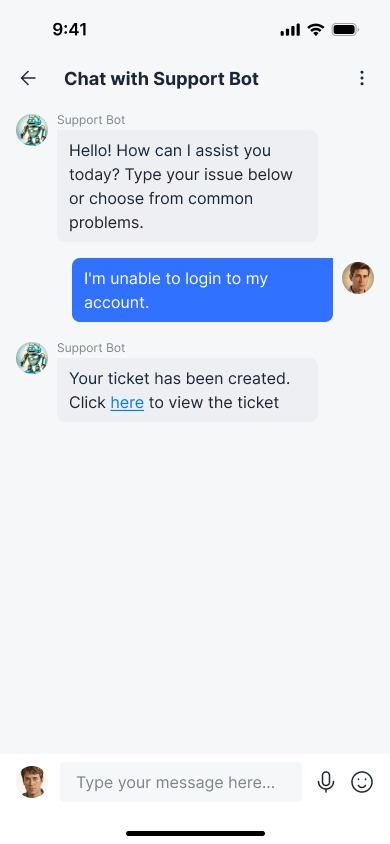 9:41
Chat with Support Bot
Support Bot
Hello! How can I assist you
today? Type your issue below
or choose from common
problems.
I'm unable to login to my
account.
Support Bot
Your ticket has been created.
Click here to view the ticket
Type your message here...